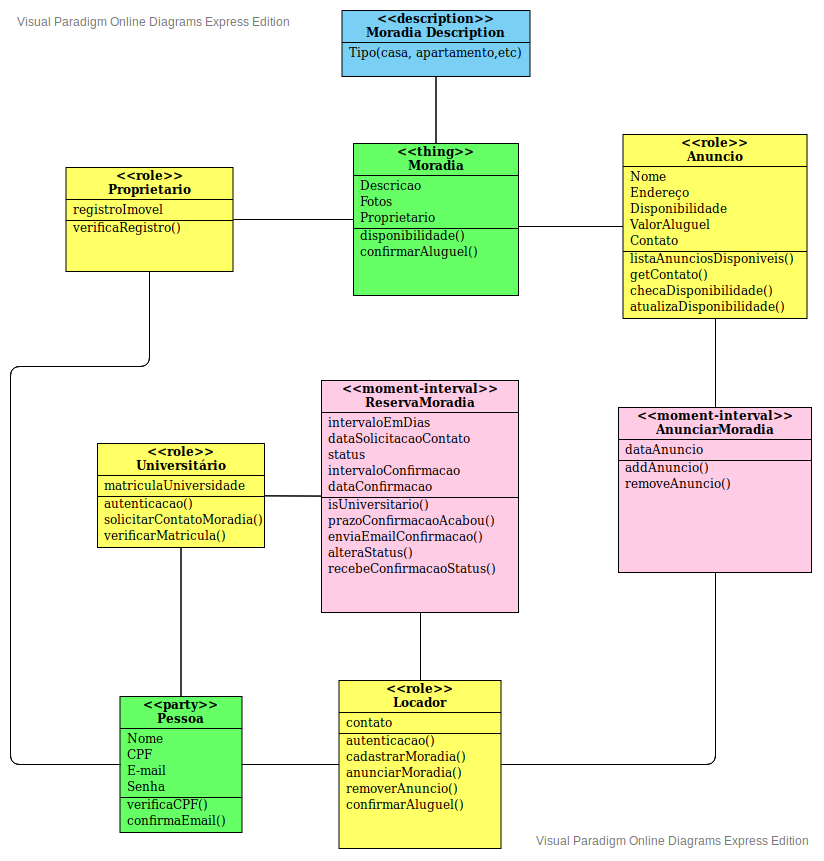 Visual Paradigm Online Diagrams Express Edition
<<description>>
Moradia Description
Tipo(casa, apartamento,etc)
<<thing>>
Moradia
Descricao
Fotos
Proprietario
disponibilidade()
confirmarAluguel()
<<role>>
Anuncio
Nome
Endereço
Disponibilidade
ValorAluguel
Contato
listaAnunciosDisponiveis()
getContato()
checaDisponibilidade()
atualizaDisponibilidade()
<<role>>
Proprietario
registroImovel
verificaRegistro()
<<moment-interval>>
ReservaMoradia
intervaloEmDias
dataSolicitacaoContato
status
intervaloConfirmacao
dataConfirmacao
isUniversitario()
prazoConfirmacaoAcabou()
enviaEmailConfirmacao()
alteraStatus()
recebeConfirmacaoStatus()
<<moment-interval>>
AnunciarMoradia
dataAnuncio
addAnuncio()
removeAnuncio()
<<role>>
Universitário
matriculaUniversidade
autenticacao()
solicitarContatoMoradia()
verificarMatricula()
<<party>>
Pessoa
Nome
CPF
E-mail
Senha
verificaCPF()
confirmaEmail()
<<role>>
Locador
contato
autenticacao()
cadastrarMoradia()
anunciarMoradia()
removerAnuncio()
confirmarAluguel()
Visual Paradigm Online Diagrams Express Edition